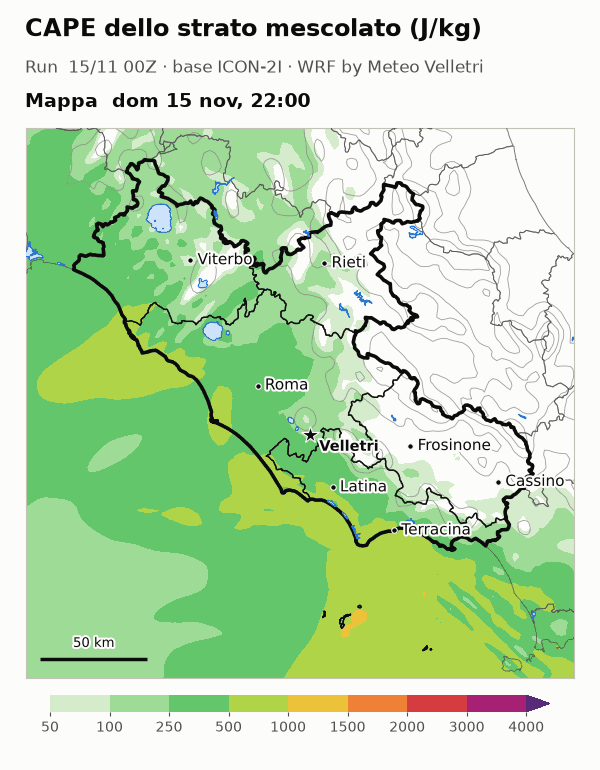 CAPE dello strato mescolato (J/kg)
Run  15/11 00Z · base ICON-2I · WRF by Meteo Velletri
Mappa  dom 15 nov, 22:00
Viterbo
Rieti
Roma
Velletri
Frosinone
Latina
Cassino
Terracina
50 km
50 100 250 500 1000 1500 2000 3000 4000